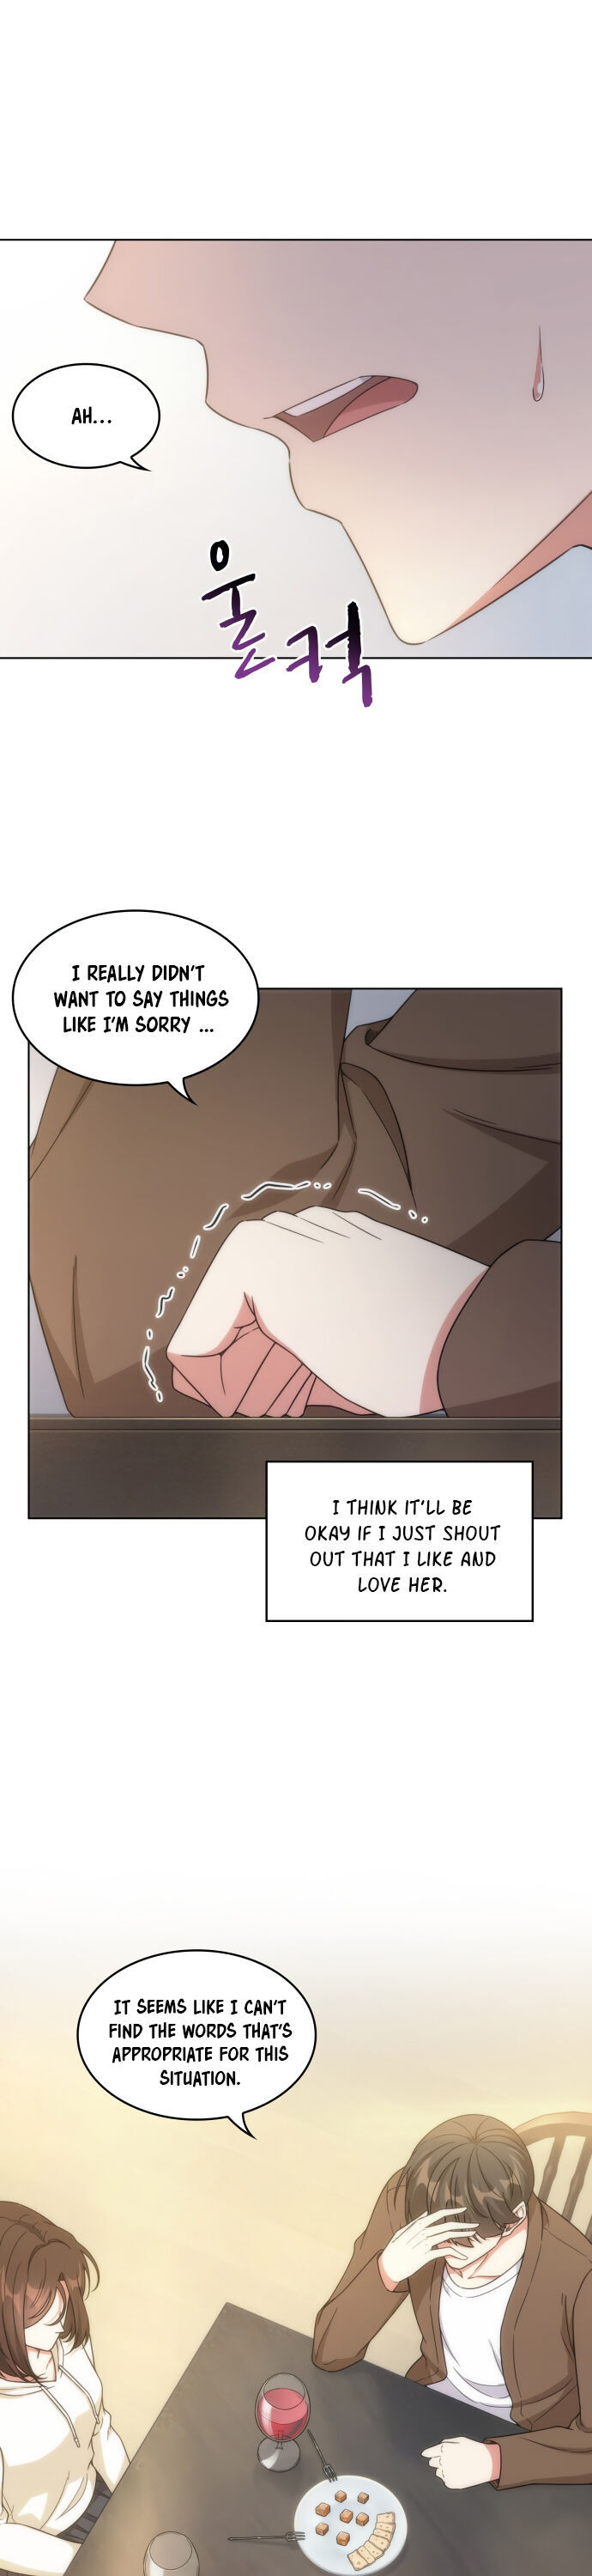 AH...
울컥
I REALLY DIDN'T
WANT TO SAY THINGS
LIKE I'M SORRY ...
I THINK IT'LL BE
OKAY IF I JUST SHOUT
OUT THAT I LIKE AND
LOVE HER.
IT SEEMS LIKE I CAN'T
FIND THE WORDS THAT'S
APPROPRIATE FOR THIS
SITUATION.